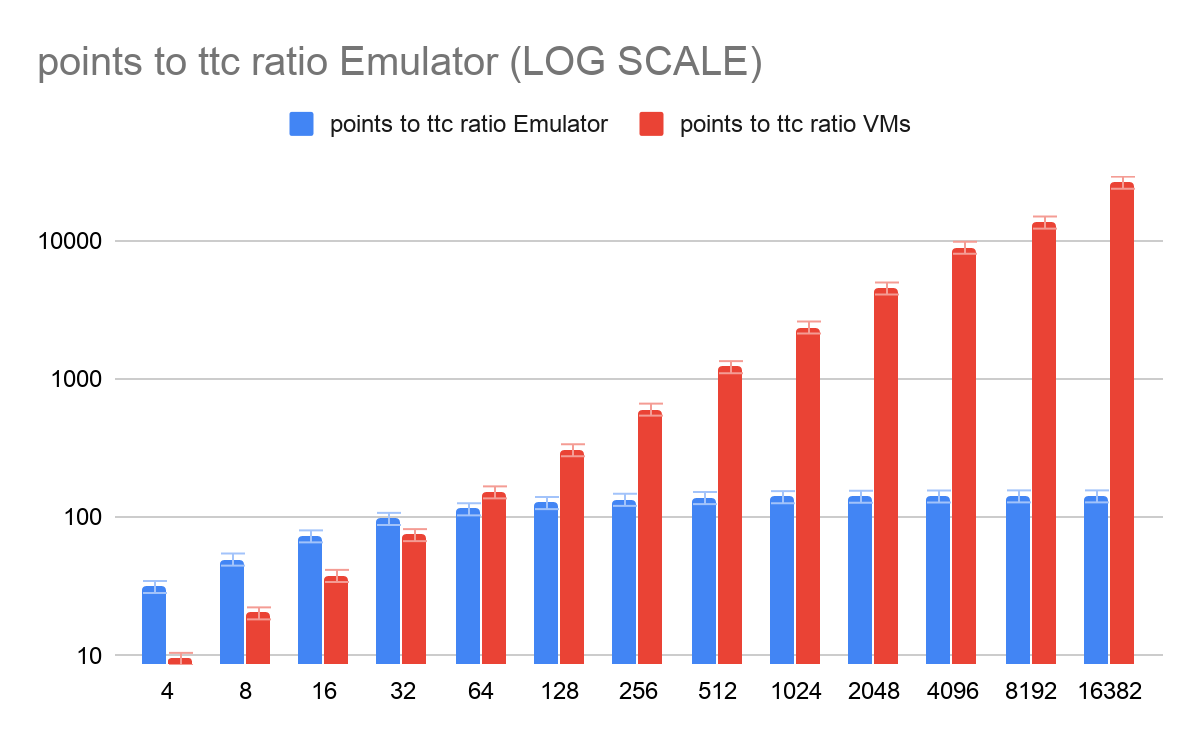 points to ttc ratio Emulator (LOG SCALE)
points to ttc ratio Emulator points to ttc ratio VMs
10000
1000
100
10
4 8 16 32 64 128 256 512 1024 2048 4096 8192 16382